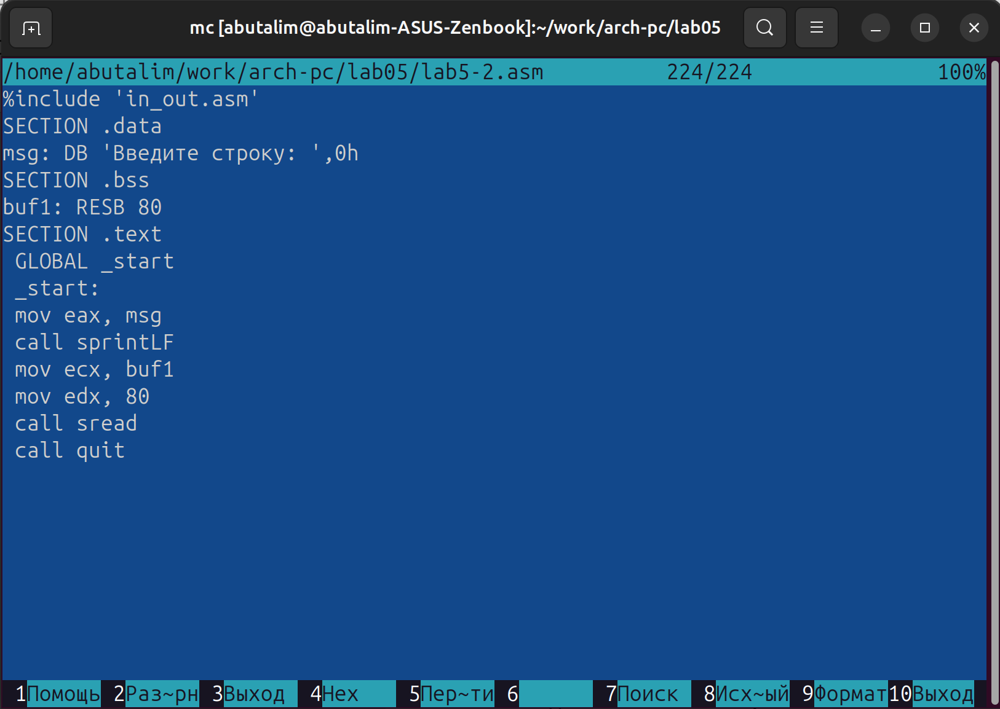 mc [abutalim@abutalim-ASUS-Zenbook]:~/work/arch-pc/lab05
/home/abutalim/work/arch-pc/lab05/lab5-2.asm 224/224 100%
%include 'in_out.asm'
SECTION .data
msg: DB 'Введите строку: ',0h
SECTION .bss
buf1: RESB 80
SECTION .text
GLOBAL _start
_start:
mov eax, msg
call sprintLF
mov ecx, buf1
mov edx, 80
call sread
call quit
1Помощь 2Раз~рн 3Выход 4Hex 5Пер~ти 6 7Поиск 8Исх~ый 9Формат 10Выход